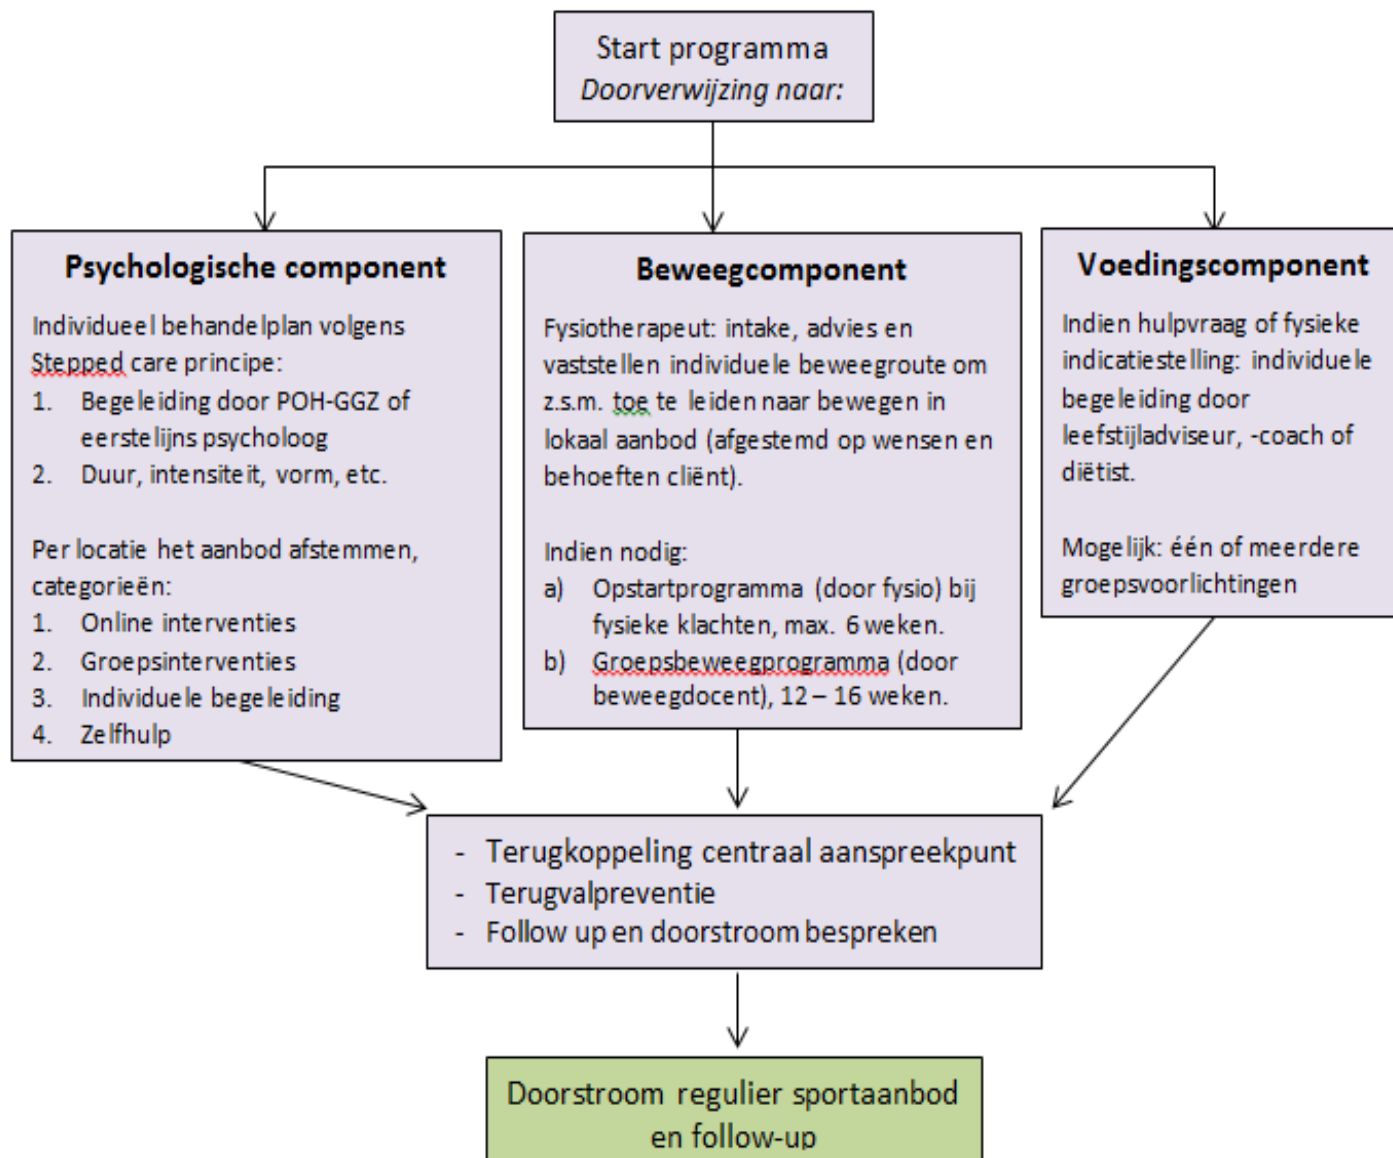 Start programma
Doorverwijzing naar:
Psychologische component
Individueel behandelplan volgens
Stepped care principe:
1. Begeleiding door POH-GGZ of
eerstelijns psycholoog
2. Duur, intensiteit, vorm, etc.
Per locatie het aanbod afstemmen,
categorieën:
1. Online interventies
2. Groepsinterventies
3. Individuele begeleiding
4. Zelfhulp
Beweegcomponent
Fysiotherapeut: intake, advies en
vaststellen individuele beweegroute om
z.s.m. toe te leiden naar bewegen in
lokaal aanbod (afgestemd op wensen en
behoeften cliënt).
Indien nodig:
a) Opstartprogramma (door fysio) bij
fysieke klachten, max. 6 weken.
b) Groepsbeweegprogramma (door
beweegdocent), 12 – 16 weken.
Voedingscomponent
Indien hulpvraag of fysieke
indicatiestelling: individuele
begeleiding door
leefstijladviseur, -coach of
diëtist.
Mogelijk: één of meerdere
groepsvoorlichtingen
- Terugkoppeling centraal aanspreekpunt
- Terugvalpreventie
- Follow up en doorstroom bespreken
Doorstroom regulier sportaanbod
en follow-up